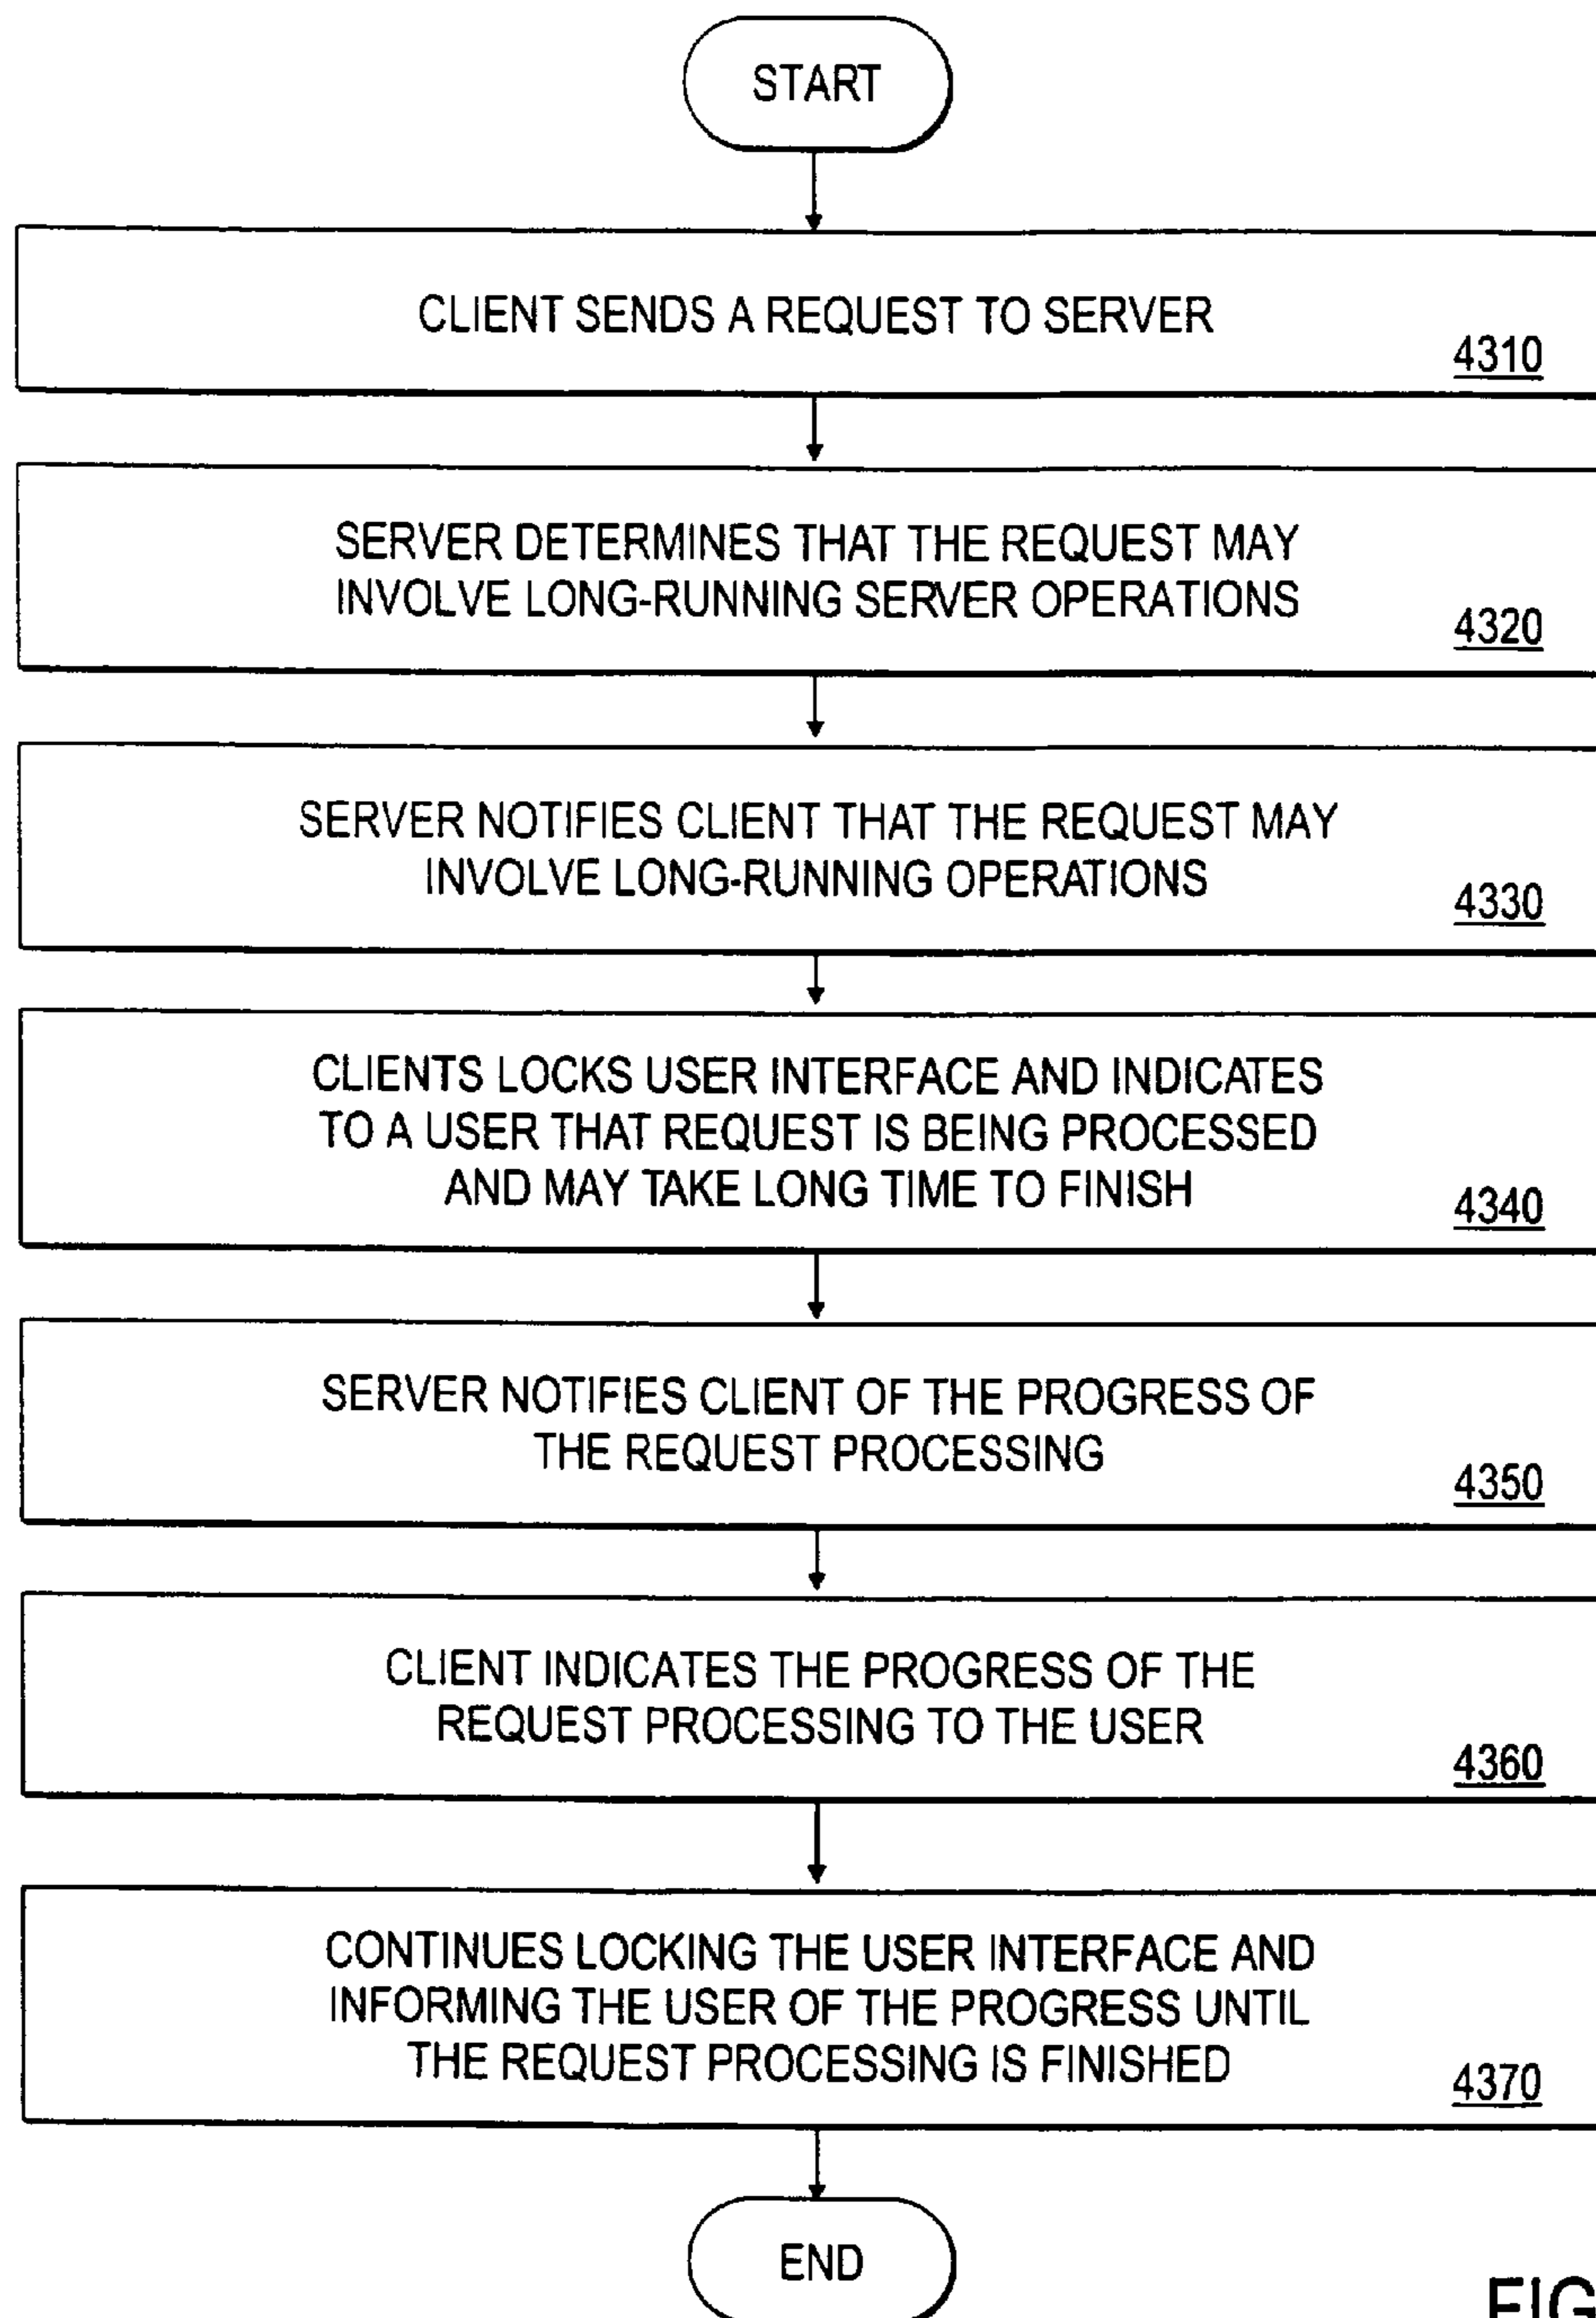 START
CLIENT SENDS A REQUEST TO SERVER
4310
SERVER DETERMINES THAT THE REQUEST MAY
INVOLVE LONG-RUNNING SERVER OPERATIONS
4320
SERVER NOTIFIES CLIENT THAT THE REQUEST MAY
INVOLVE LONG-RUNNING OPERATIONS
4330
CLIENTS LOCKS USER INTERFACE AND INDICATES
TO A USER THAT REQUEST IS BEING PROCESSED
AND MAY TAKE LONG TIME TO FINISH
4340
SERVER NOTIFIES CLIENT OF THE PROGRESS OF
THE REQUEST PROCESSING
4350
CLIENT INDICATES THE PROGRESS OF THE
REQUEST PROCESSING TO THE USER
4360
CONTINUES LOCKING THE USER INTERFACE AND
INFORMING THE USER OF THE PROGRESS UNTIL
THE REQUEST PROCESSING IS FINISHED
4370
END
FIG